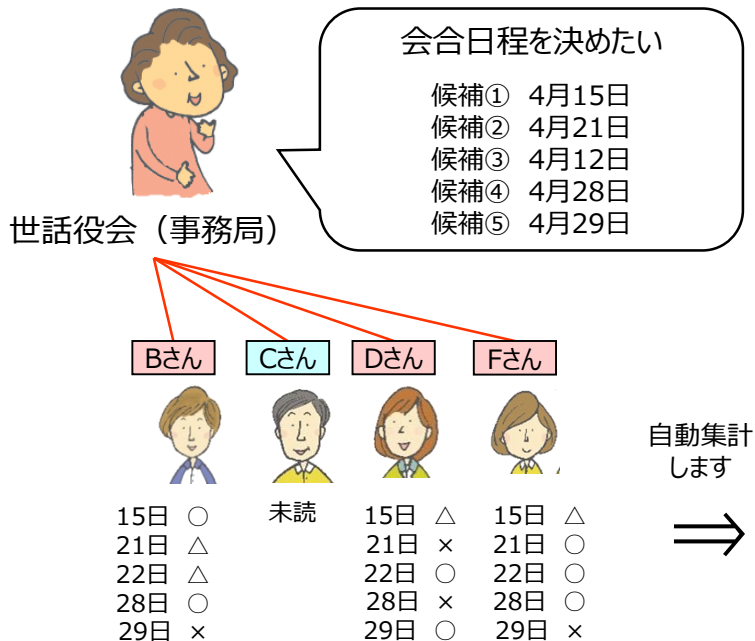 会合日程を決めたい
候補① 4月15日
候補② 4月21日
候補③ 4月12日
候補④ 4月28日
候補⑤ 4月29日
世話役会（事務局）
Bさん
Cさん
Dさん
Fさん
15日 ○
21日 △
22日 △
28日 ○
29日 ×
未読
15日 △
21日 ×
22日 ○
28日 ×
29日 ○
15日 △
21日 ○
22日 ○
28日 ○
29日 ×
自動集計
します